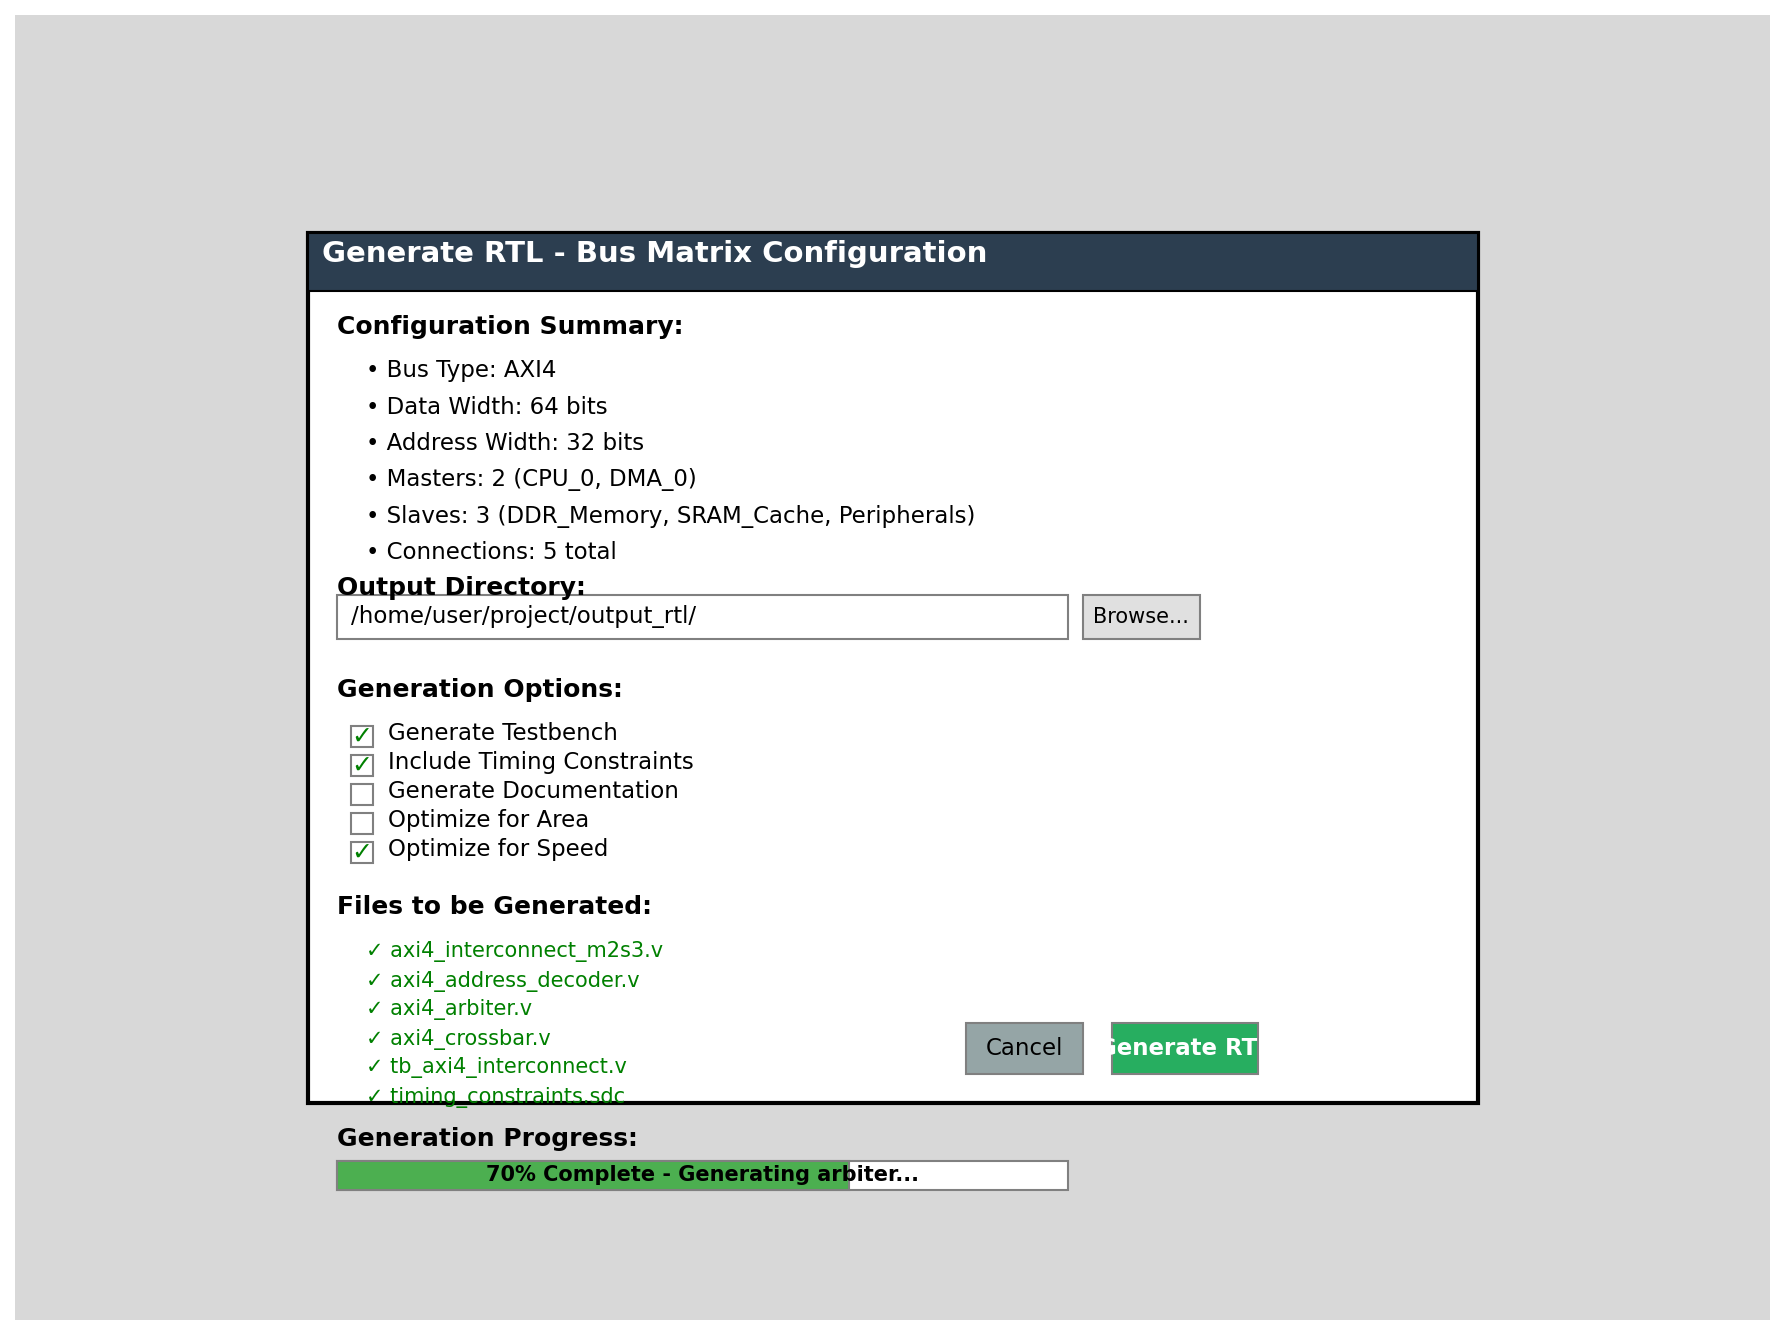 Generate RTL - Bus Matrix Configuration
Configuration Summary:
• Bus Type: AXI4
• Data Width: 64 bits
• Address Width: 32 bits
• Masters: 2 (CPU_0, DMA_0)
• Slaves: 3 (DDR_Memory, SRAM_Cache, Peripherals)
• Connections: 5 total
Output Directory:
/home/user/project/output_rtl/ Browse...
Generation Options:
✓ Generate Testbench
✓ Include Timing Constraints
Generate Documentation
Optimize for Area
✓ Optimize for Speed
Files to be Generated:
✓ axi4_interconnect_m2s3.v
✓ axi4_address_decoder.v
✓ axi4_arbiter.v
✓ axi4_crossbar.v
✓ tb_axi4_interconnect.v
✓ timing_constraints.sdc
Cancel Generate RT
Generation Progress:
70% Complete - Generating arbiter...